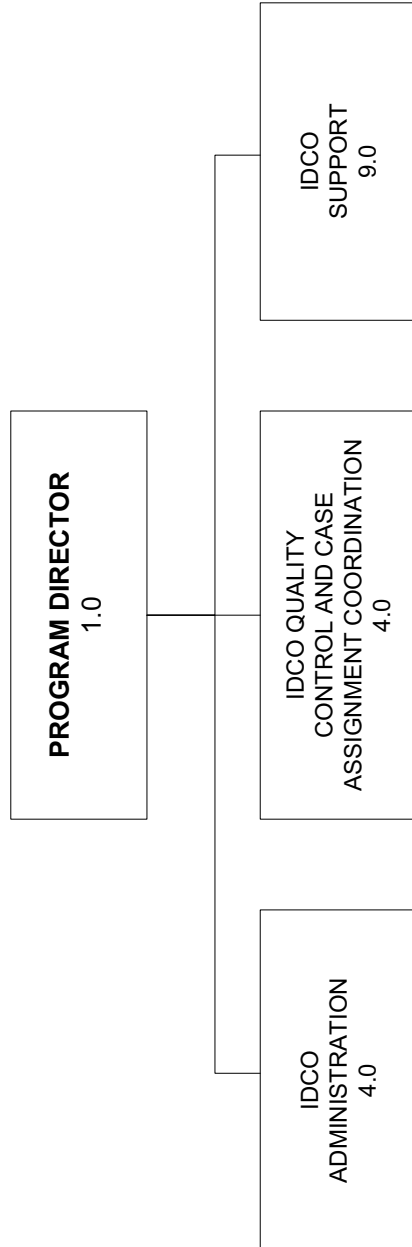 PROGRAM DIRECTOR
1.0
IDCO
ADMINISTRATION
4.0
IDCO QUALITY
CONTROL AND CASE
ASSIGNMENT COORDINATION
4.0
IDCO
SUPPORT
9.0